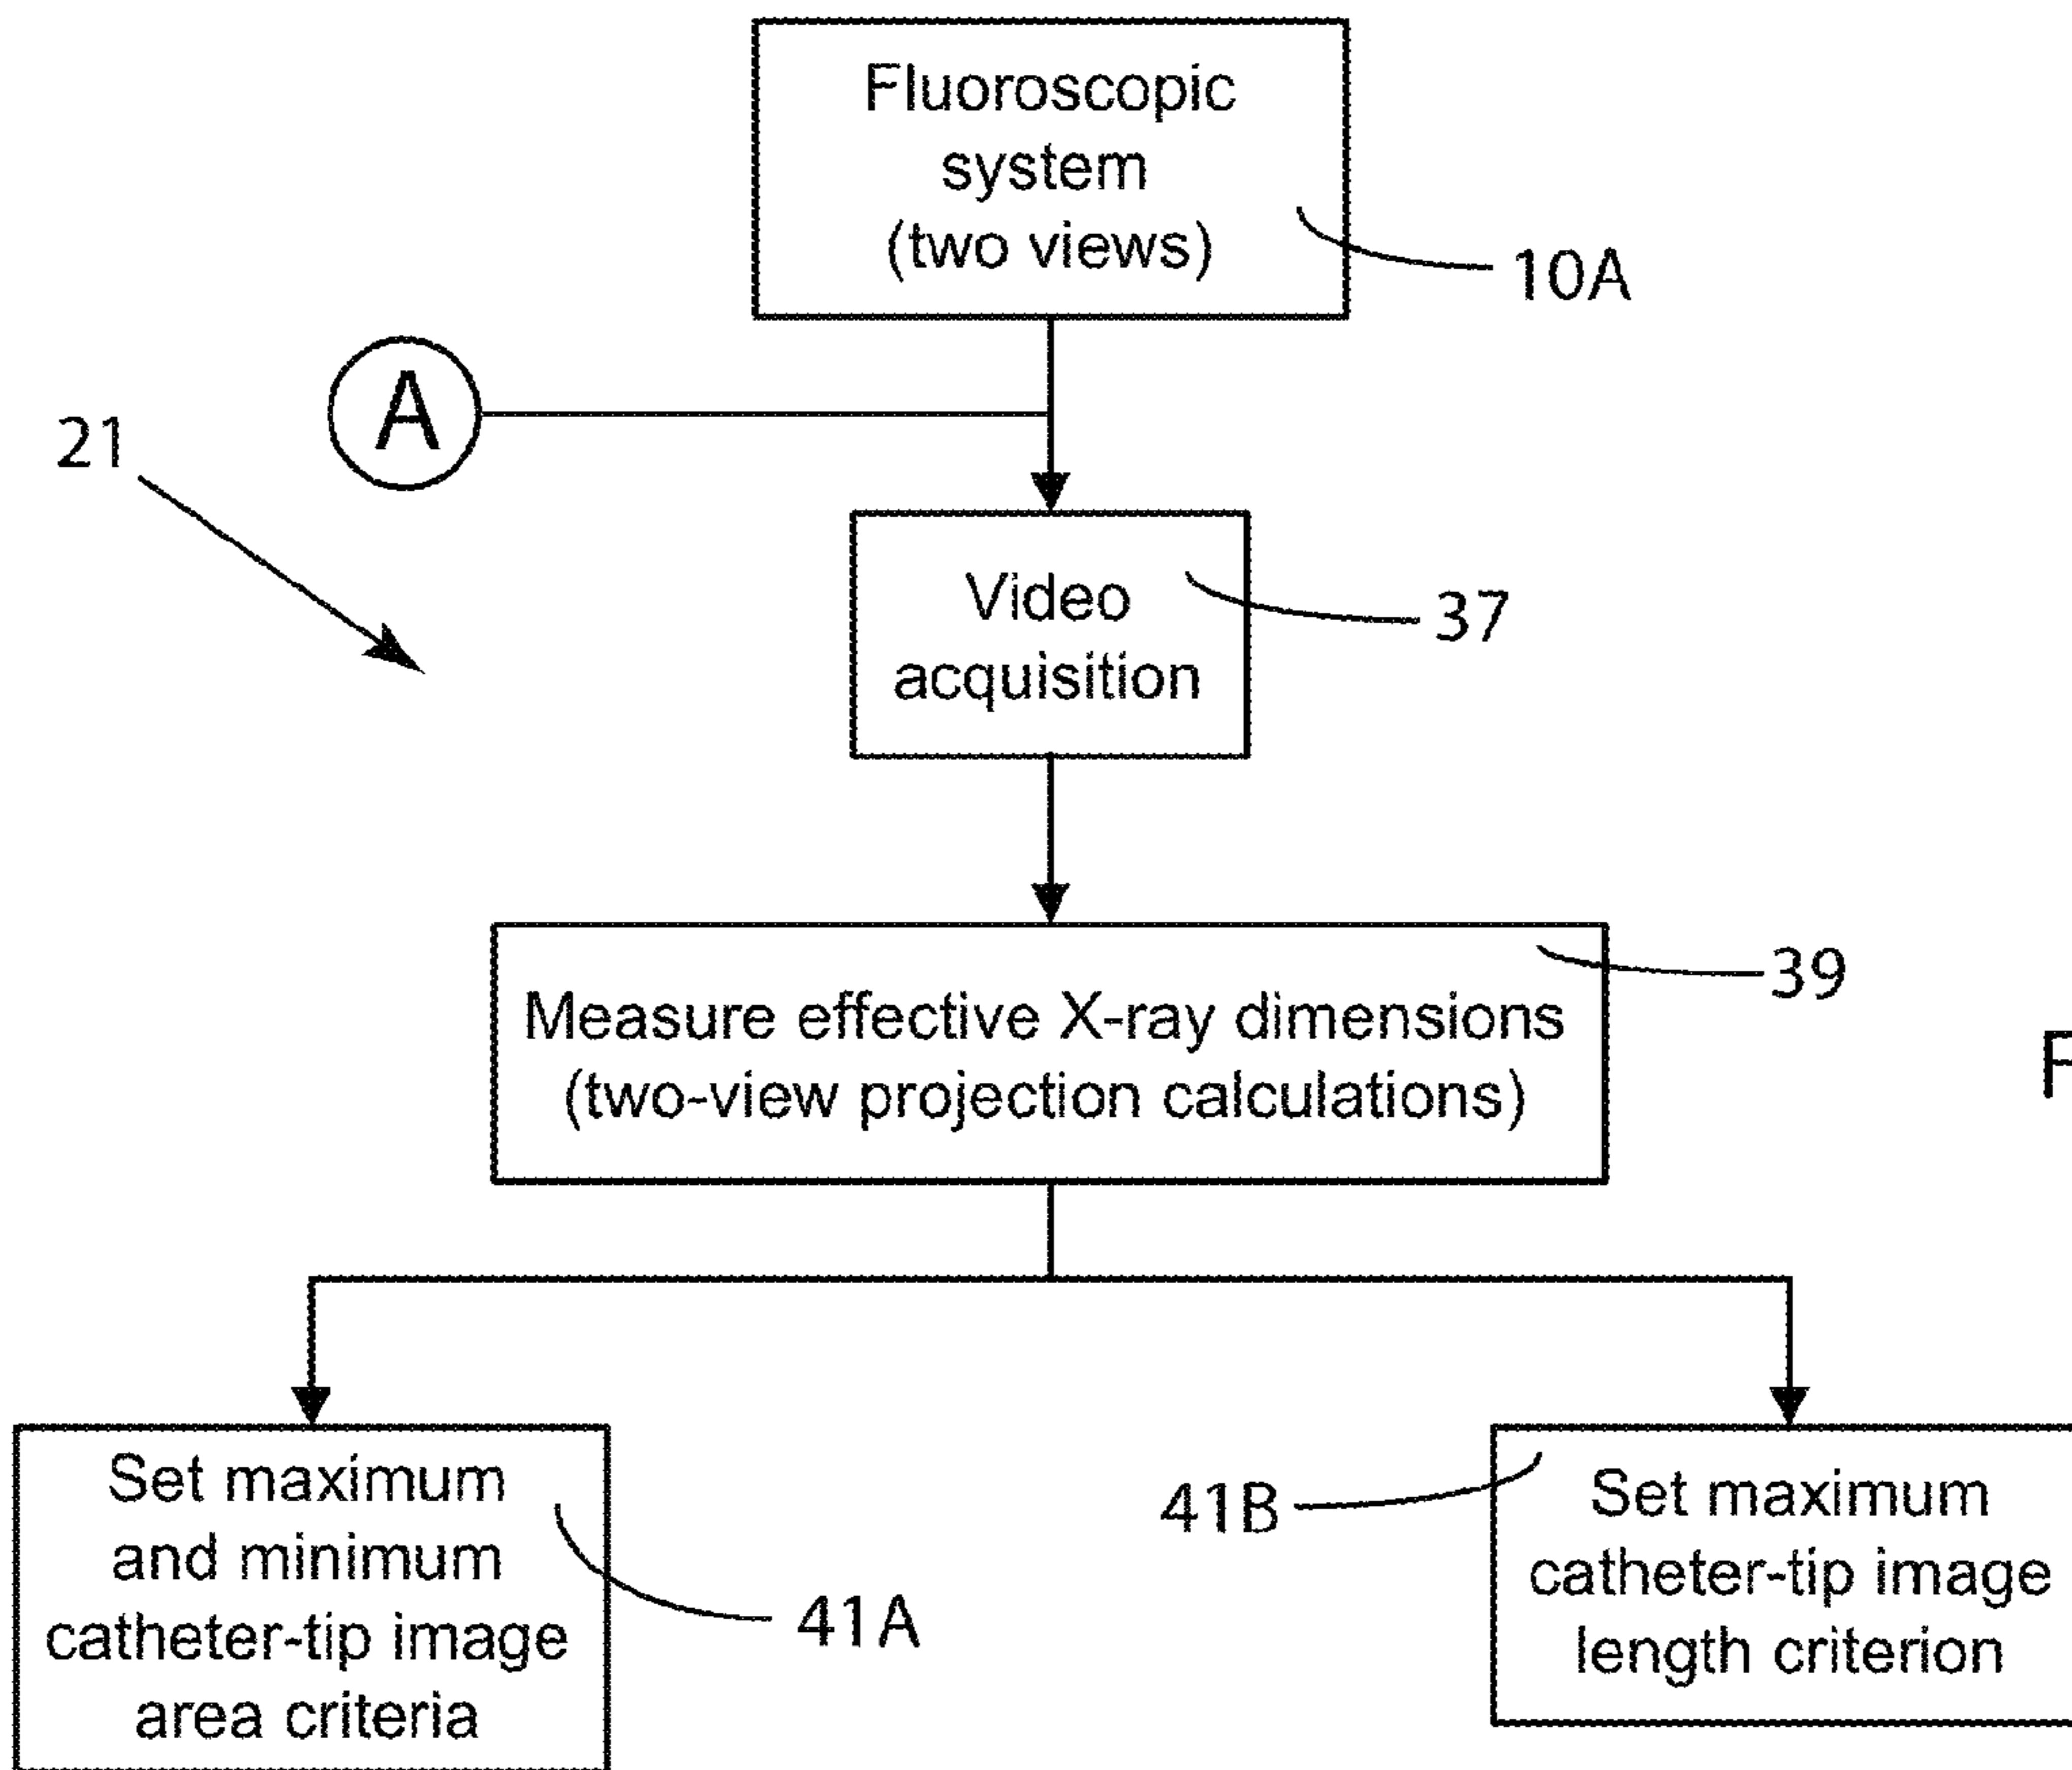 Fluoroscopic
system
(two views)
10A
A
21
Video
acquisition
37
39
Measure effective X-ray dimensions
(two-view projection calculations)
F
Set maximum
and minimum
catheter-tip image
area criteria
41A
41B
Set maximum
catheter-tip image
length criterion